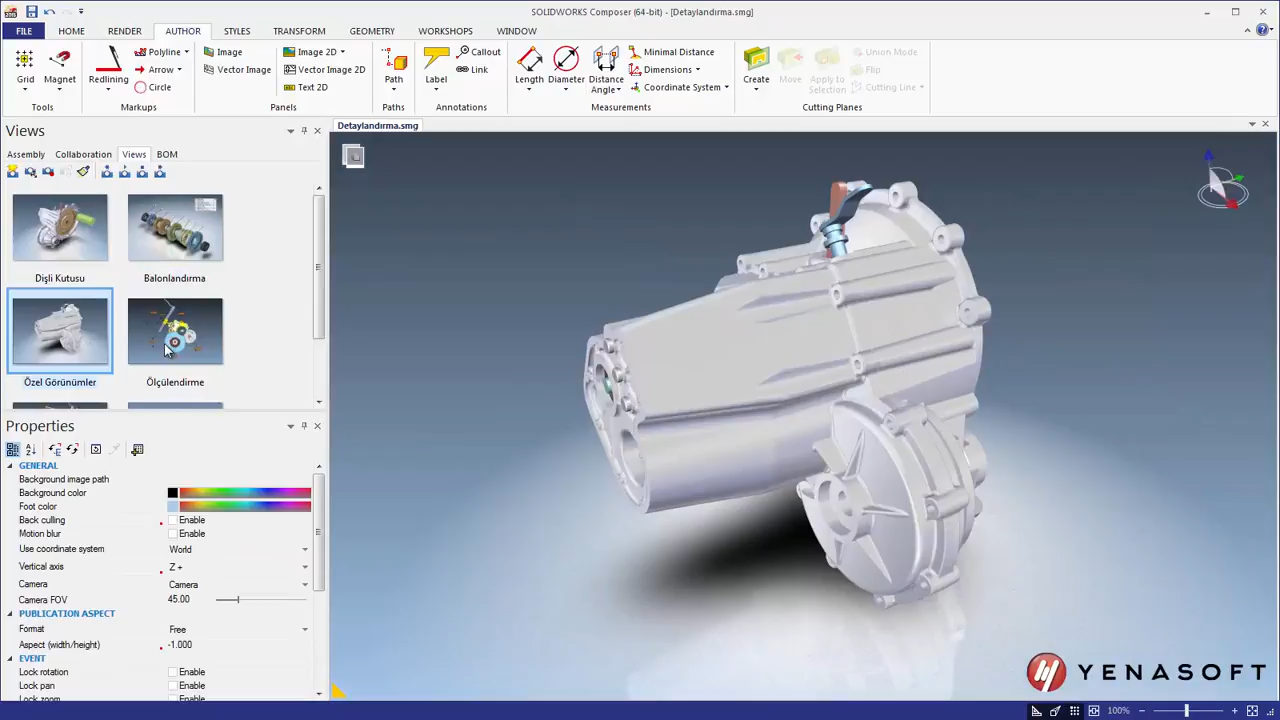 SOLIDWORKS Composer (64-bit) - [Detaylandırma.smg]
FILE HOME RENDER AUTHOR STYLES TRANSFORM GEOMETRY WORKSHOPS WINDOW
Grid
Magnet
Tools
Redlining
Polyline
Arrow
Circle
Markups
Image
Vector Image
Image 2D
Vector Image 2D
Text 2D
Panels
Path
Paths
Label
Callout
Link
Annotations
Length
Diameter
Distance
Angle
Minimal Distance
Dimensions
Coordinate System
Measurements
Create
Move
Apply to
Selection
Union Mode
Flip
Cutting Line
Cutting Planes
Views
Assembly Collaboration Views BOM
Dişli Kutusu
Balonlandırma
Özel Görünümler
Ölçülendirme
Detaylandırma.smg
Properties
GENERAL
Background image path
Background color
Foot color
Back culling Enable
Motion blur Enable
Use coordinate system World
Vertical axis Z +
Camera Camera
Camera FOV 45.00
PUBLICATION ASPECT
Format Free
Aspect (width/height) -1.000
EVENT
Lock rotation Enable
Lock pan Enable
Lock zoom Enable
YENASOFT
100%